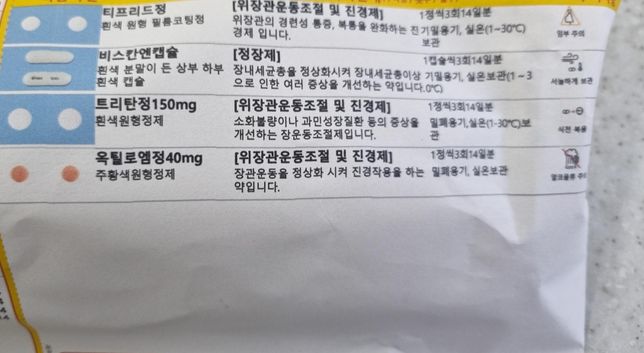 티프리드정
흰색 원형 필름코팅정
[위장관운동조절 및 진경제]
위장관의 경련성 통증, 복통을 완화하는 진
경제 입니다.
1정씩3회14일분
기밀용기, 실온(1~30℃)
보관
임부 주의
비스칸엔캡슐
흰색 분말이 든 상부 하부
흰색 캡슐
[정장제]
장내세균총을 정상화시켜 장내세균총이상
으로 인한 여러 증상을 개선하는 약입니다.
1캡슐씩3회14일분
기밀용기, 실온보관(1~3
0℃)
서늘하게 보관
트리탄정150mg
흰색원형정제
[위장관운동조절 및 진경제]
소화불량이나 과민성장질환 등의 증상을
개선하는 장운동조절제입니다.
1정씩3회14일분
밀폐용기,실온(1-30℃)보
관
식전 복용
옥틸로엠정40mg
주황색원형정제
[위장관운동조절 및 진경제]
장관운동을 정상화 시켜 진경작용을 하는
약입니다.
1정씩3회14일분
밀폐용기, 실온보관
알코올류 주의